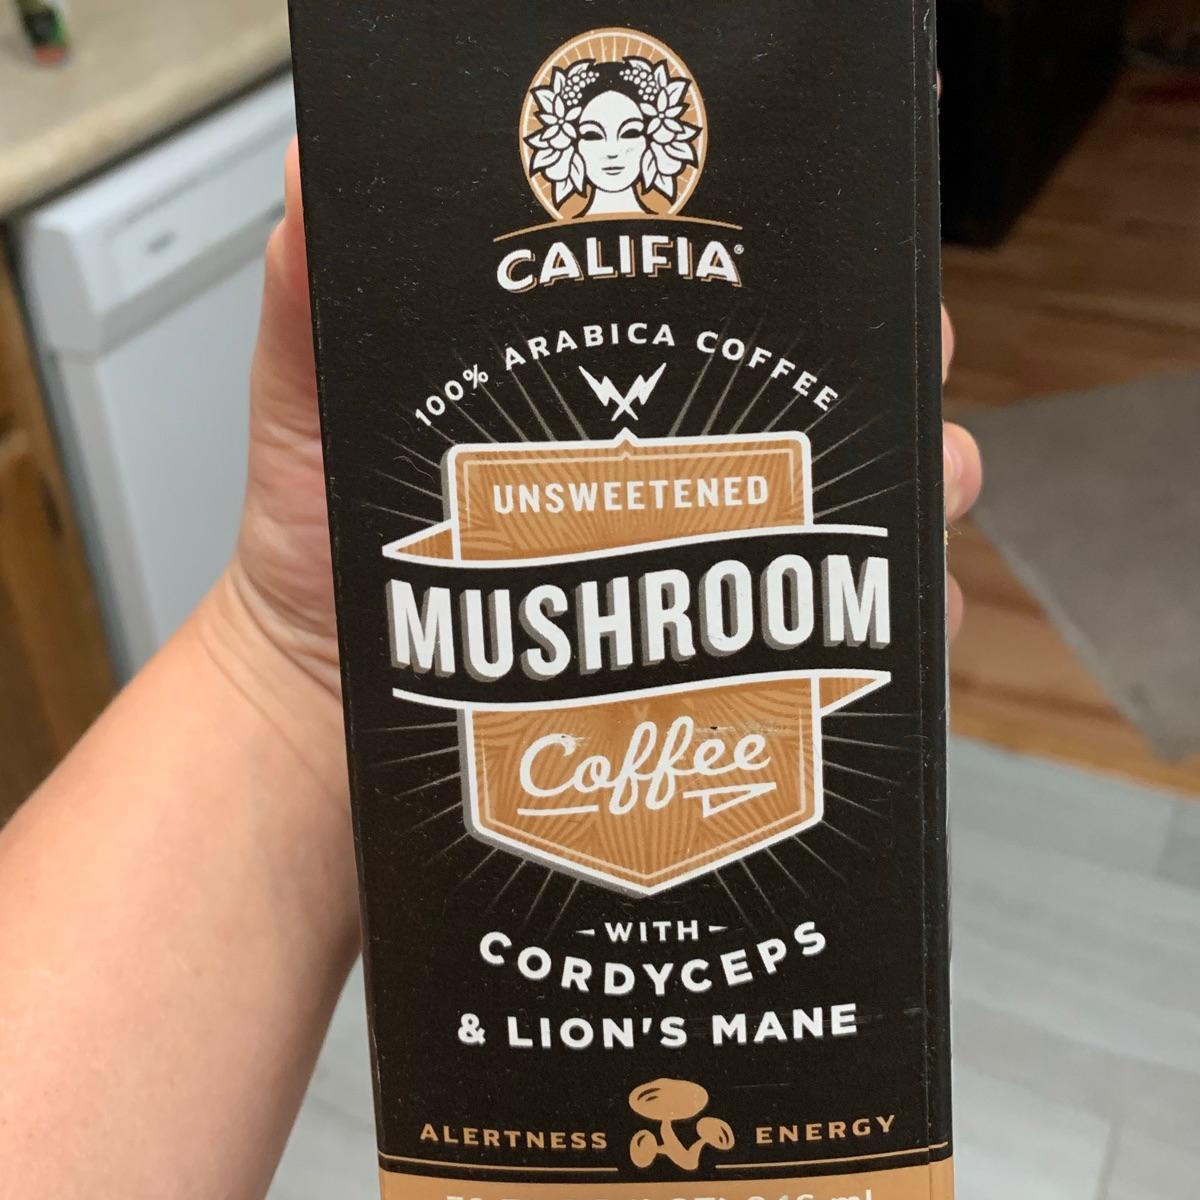 CALIFIA®
100% ARABICA COFFEE
UNSWEETENED
MUSHROOM
Coffee
-WITH-
CORDYCEPS
& LION'S MANE
ALERTNESS ENERGY